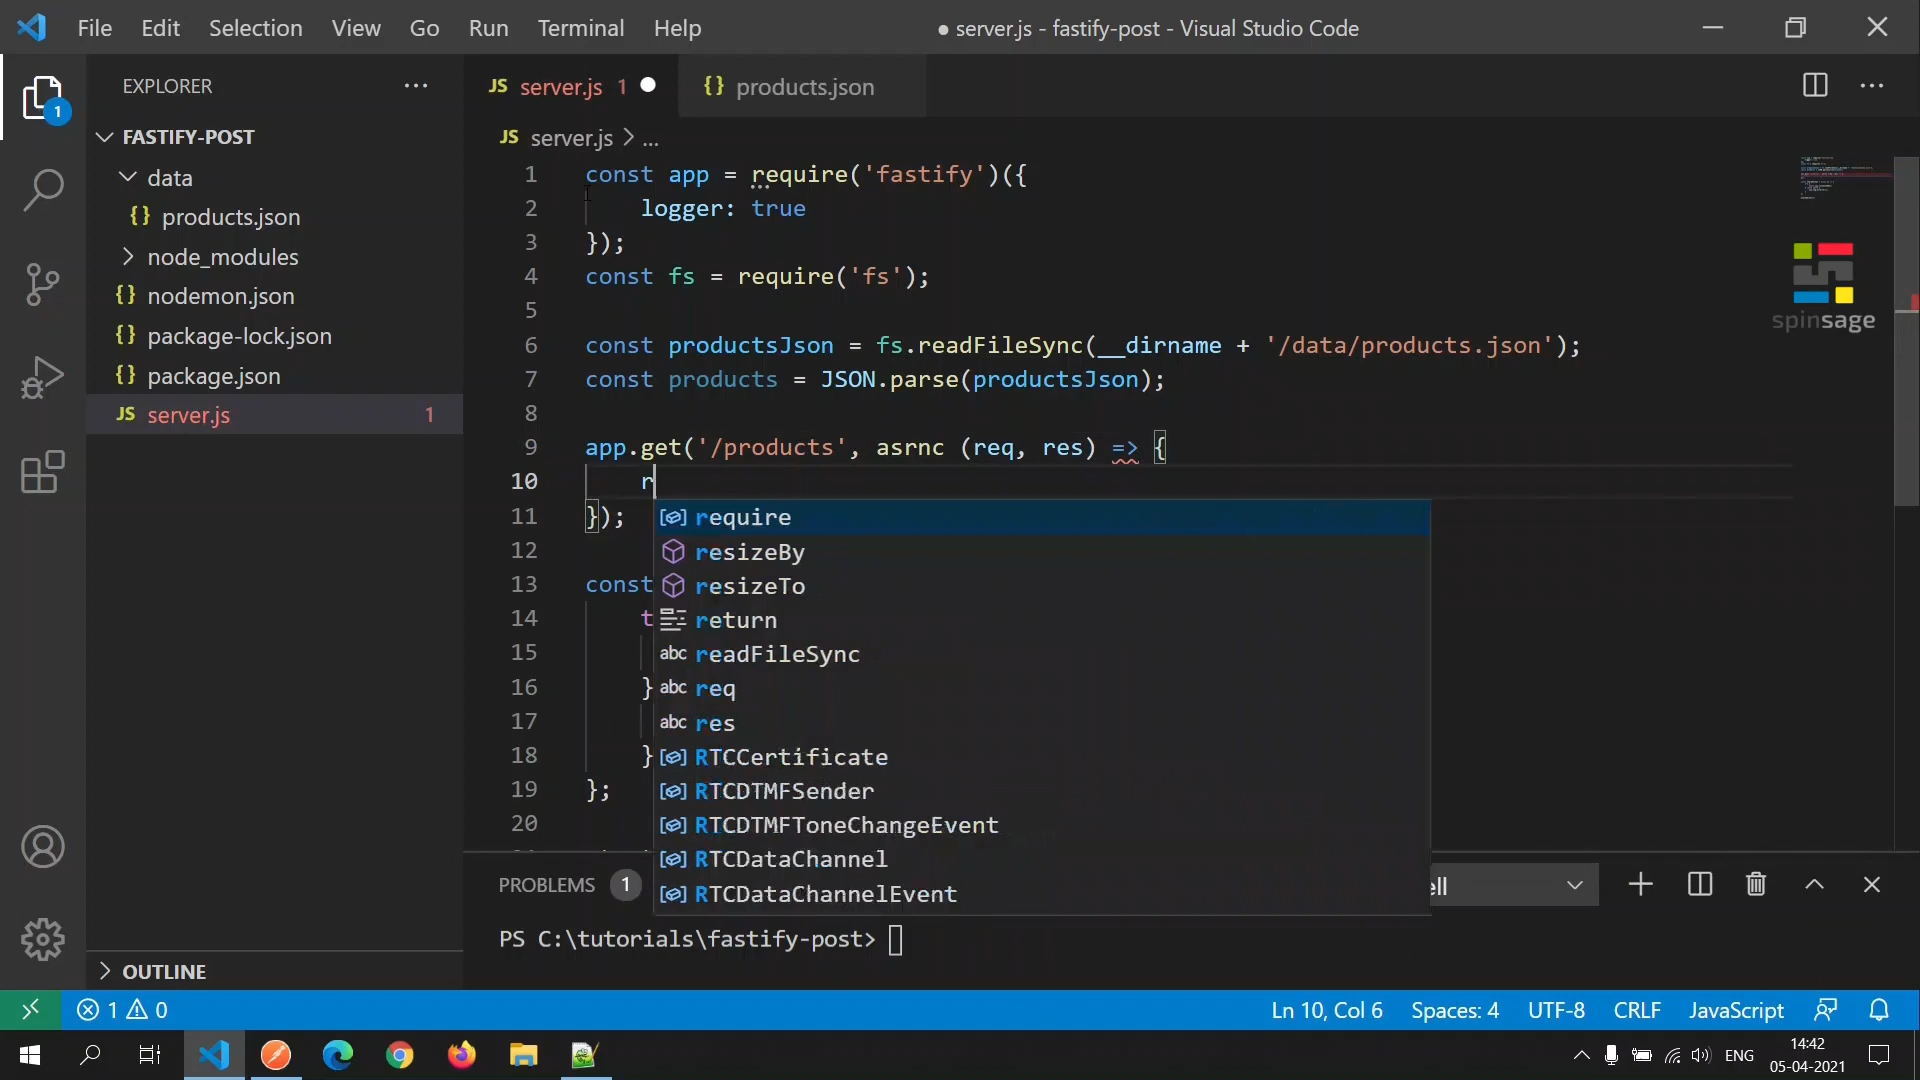 File Edit Selection View Go Run Terminal Help
● server.js - fastify-post - Visual Studio Code
EXPLORER
1
FASTIFY-POST
data
{} products.json
node_modules
{} nodemon.json
{} package-lock.json
{} package.json
JS server.js 1
OUTLINE
JS server.js 1 ● {} products.json
JS server.js > ...
1 const app = require('fastify')({
2 logger: true
3 });
4 const fs = require('fs');
5
6 const productsJson = fs.readFileSync(__dirname + '/data/products.json');
7 const products = JSON.parse(productsJson);
8
9 app.get('/products', asrnc (req, res) => {
10 r
11 });
12
13 const
14 t
15
16 }
17
18 }
19 };
20
require
resizeBy
resizeTo
return
abc readFileSync
abc req
abc res
RTCCertificate
RTCDTMFSender
RTCDTMFToneChangeEvent
RTCDataChannel
RTCDataChannelEvent
spinsage
PROBLEMS 1 ell
PS C:\tutorials\fastify-post>
1 0 Ln 10, Col 6 Spaces: 4 UTF-8 CRLF JavaScript
ENG 14:42
05-04-2021